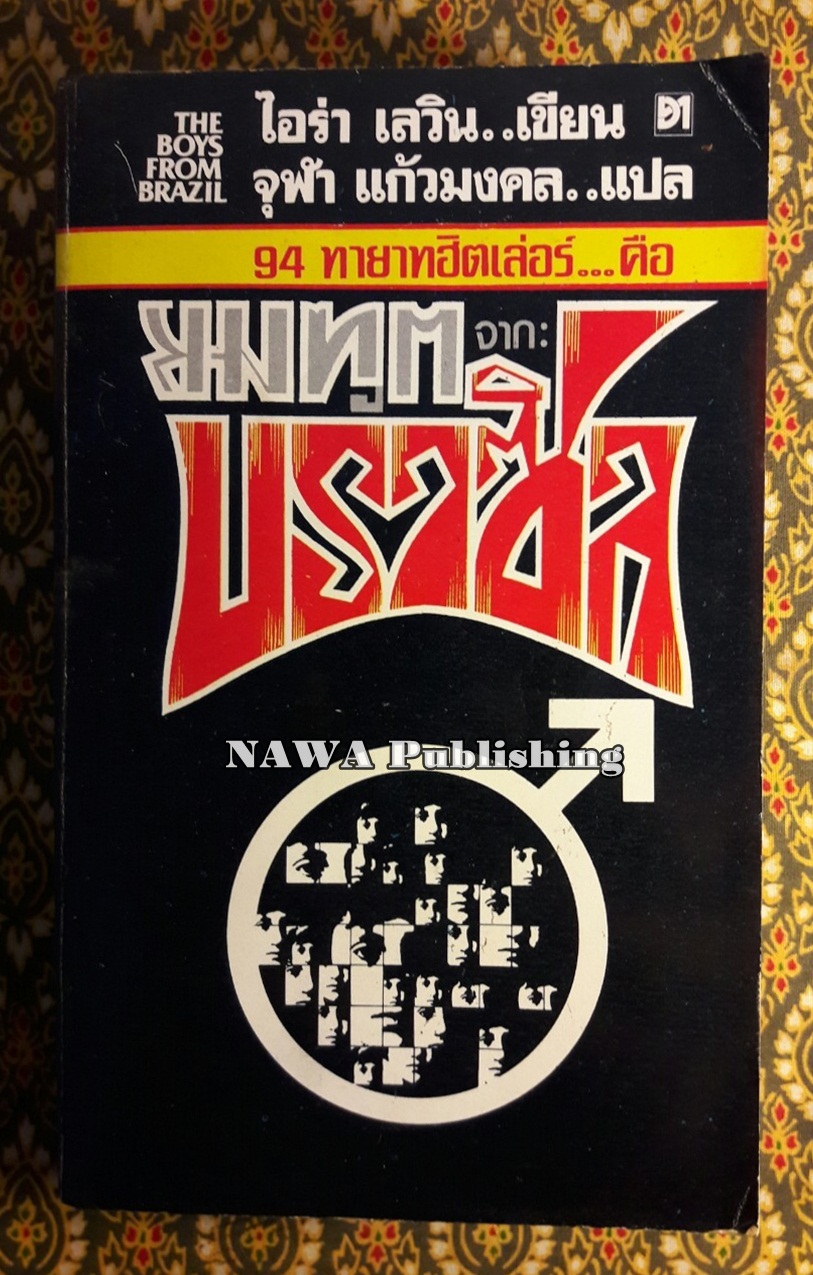 THE
BOYS
FROM
BRAZIL
ไอร่า เลวิน..เขียน
จุฬา แก้วมงคล..แปล
94 ทายาทฮิตเล่อร์...คือ
ยมทูต จาก:
บราซิล
NAWA Publishing